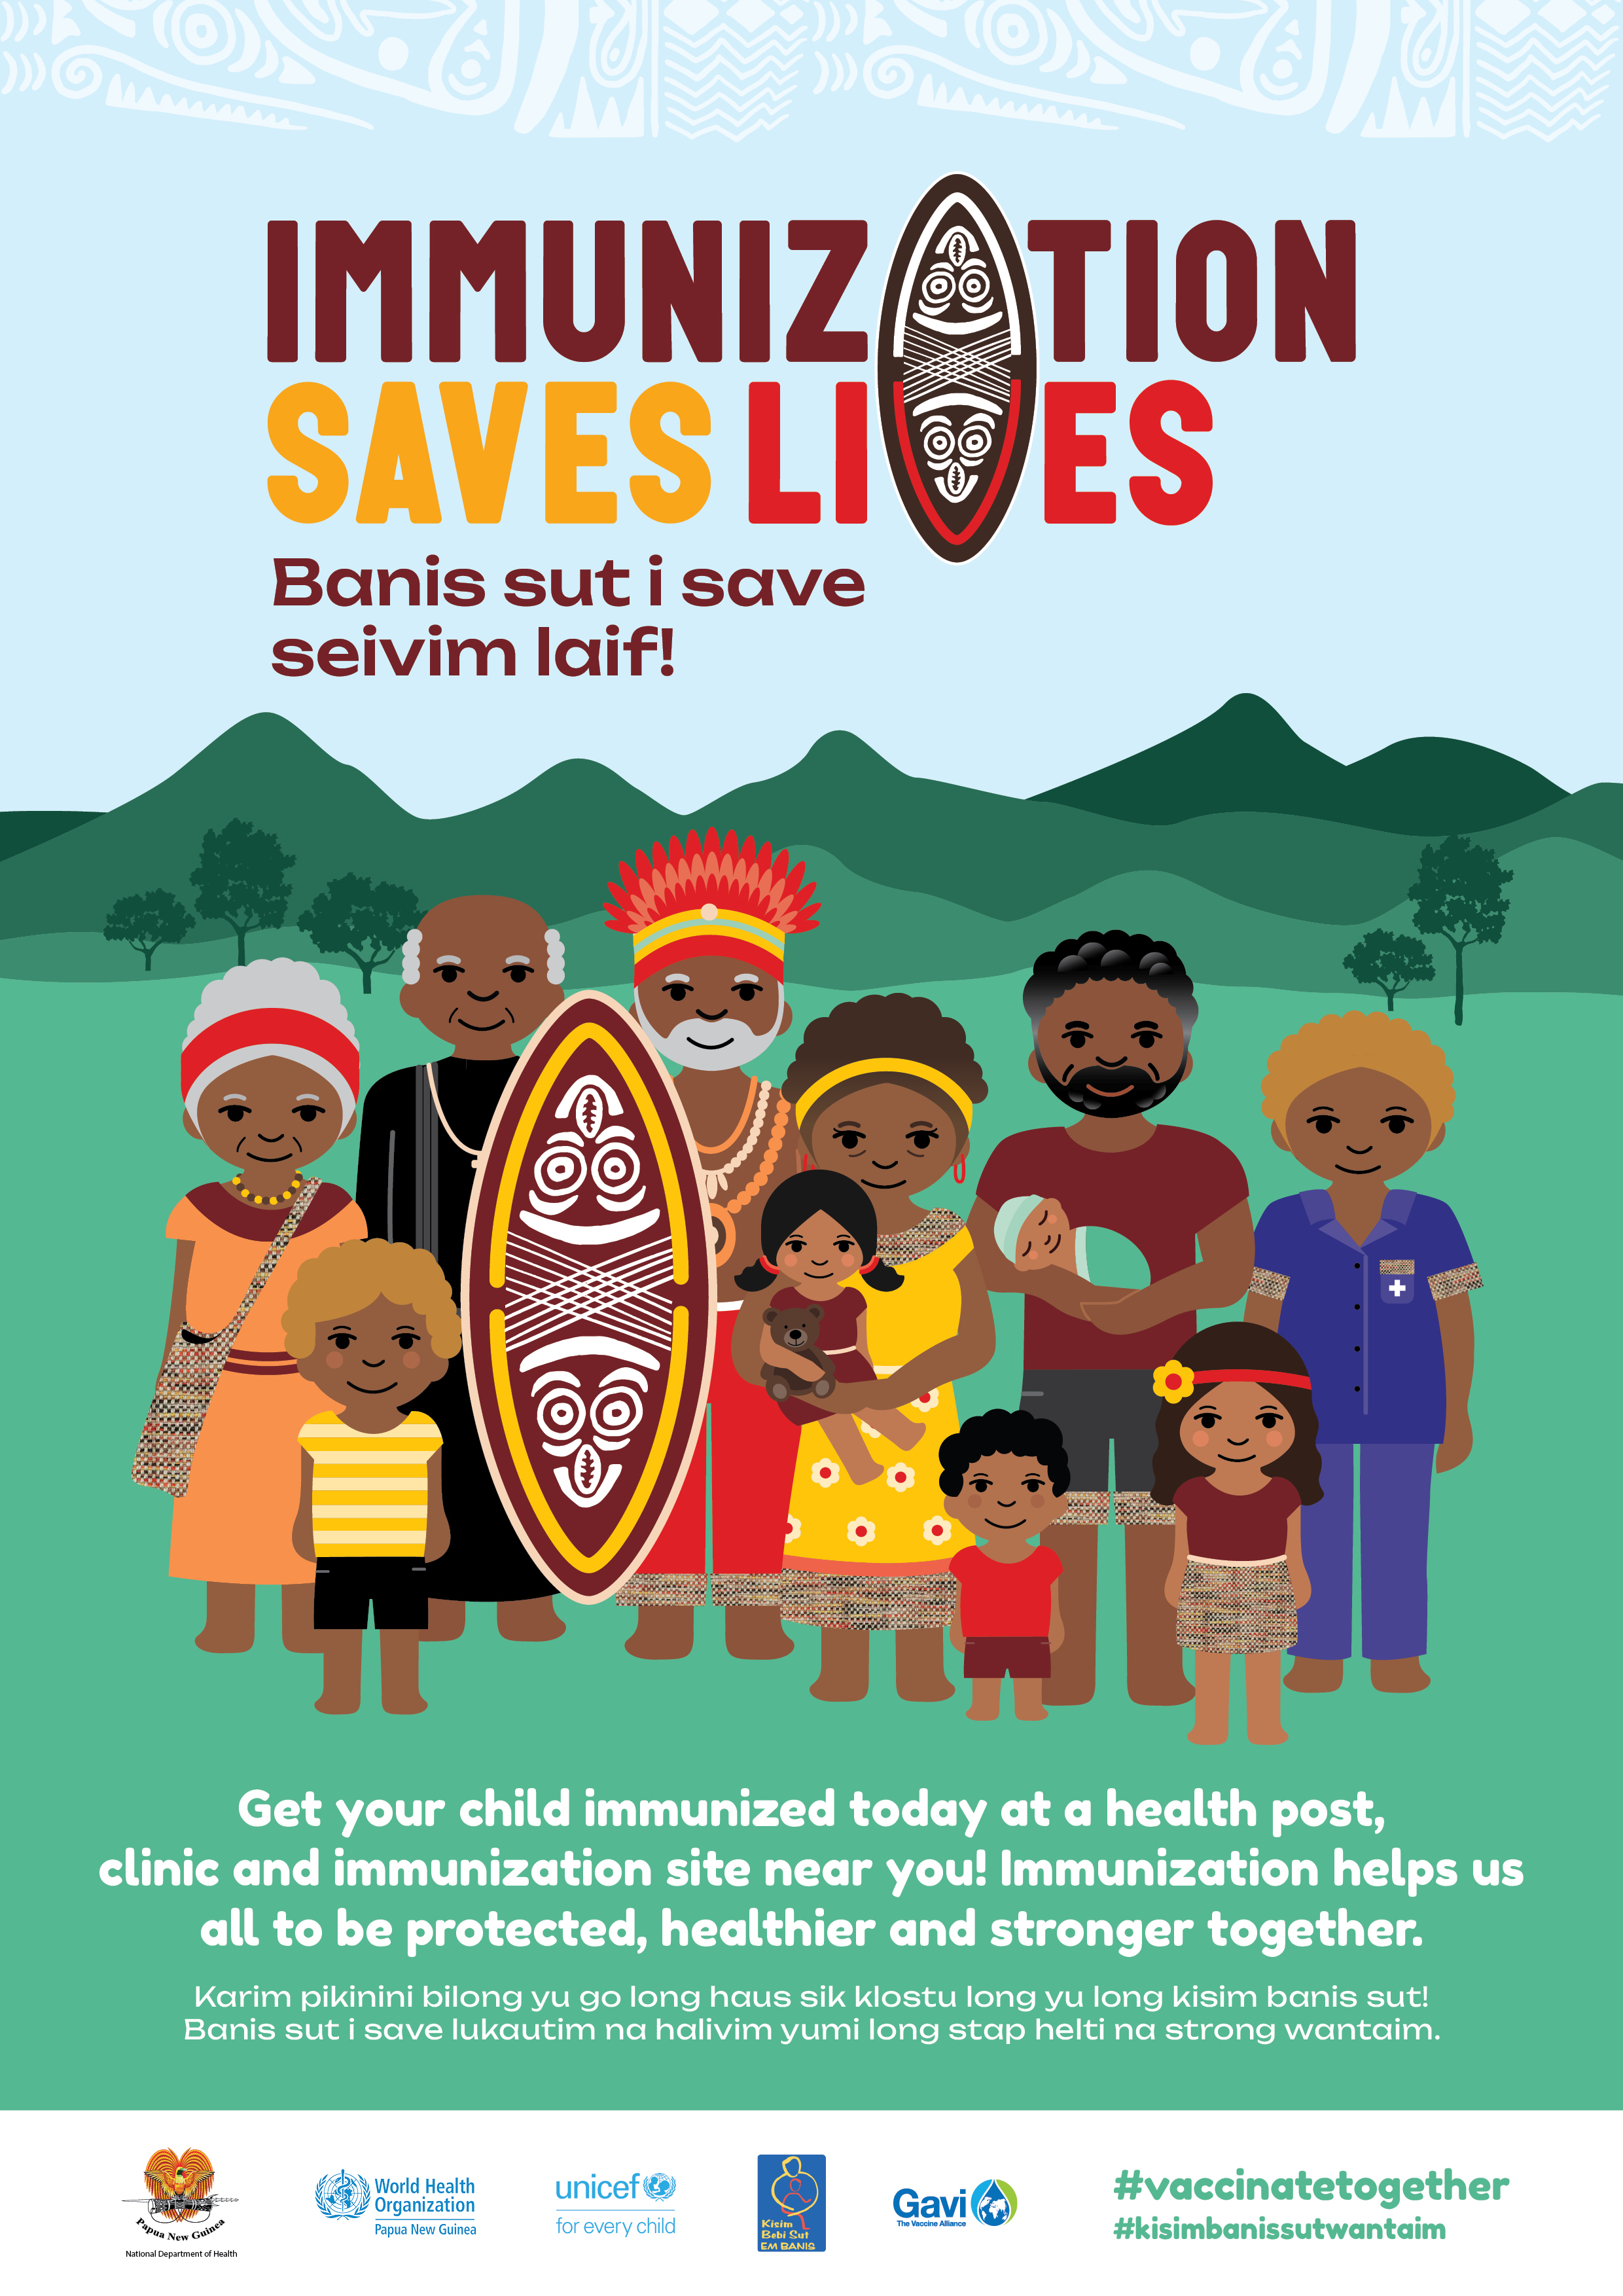 IMMUNIZATION
SAVES LIVES
Banis sut i save
seivim laif!
Get your child immunized today at a health post,
clinic and immunization site near you! Immunization helps us
all to be protected, healthier and stronger together.
Karim pikinini bilong yu go long haus sik klostu long yu long kisim banis sut!
Banis sut i save lukautim na halivim yumi long stap helti na strong wantaim.
Papua New Guinea
National Department of Health
World Health
Organization
Papua New Guinea
unicef
for every child
Kisim
Bebi Sut
EM BANIS
Gavi
The Vaccine Alliance
#vaccinatetogether
#kisimbanissutwantaim